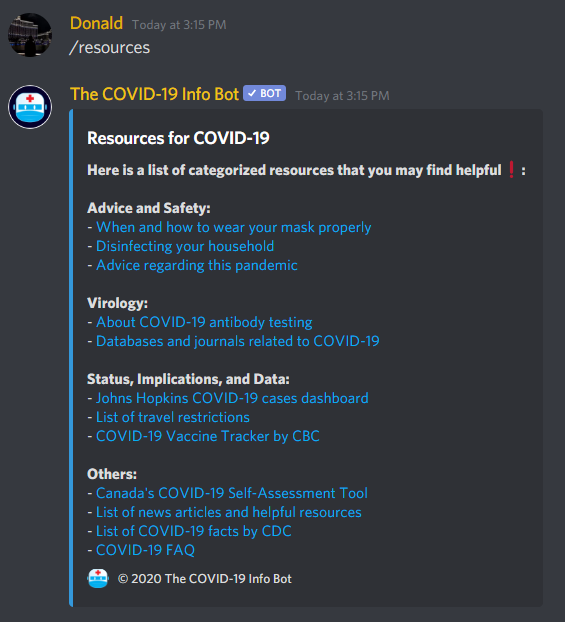 Donald Today at 3:15 PM
/resources
The COVID-19 Info Bot ✓ BOT Today at 3:15 PM
Resources for COVID-19
Here is a list of categorized resources that you may find helpful ❗ :
Advice and Safety:
- When and how to wear your mask properly
- Disinfecting your household
- Advice regarding this pandemic
Virology:
- About COVID-19 antibody testing
- Databases and journals related to COVID-19
Status, Implications, and Data:
- Johns Hopkins COVID-19 cases dashboard
- List of travel restrictions
- COVID-19 Vaccine Tracker by CBC
Others:
- Canada's COVID-19 Self-Assessment Tool
- List of news articles and helpful resources
- List of COVID-19 facts by CDC
- COVID-19 FAQ
© 2020 The COVID-19 Info Bot